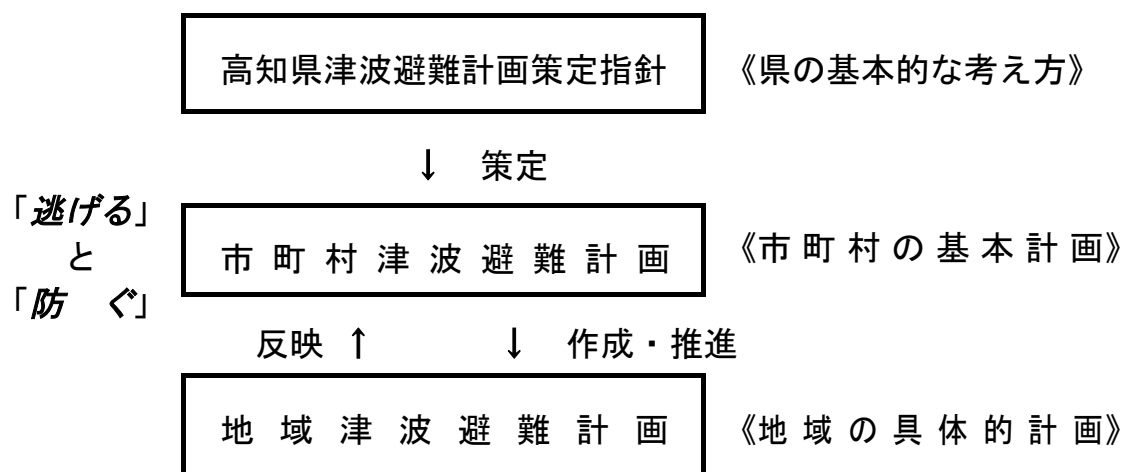 高知県津波避難計画策定指針 《県の基本的な考え方》
↓ 策定
「逃げる」
と
「防ぐ」
市町村津波避難計画 《市町村の基本計画》
反映 ↑ ↓ 作成・推進
地域津波避難計画 《地域の具体的計画》